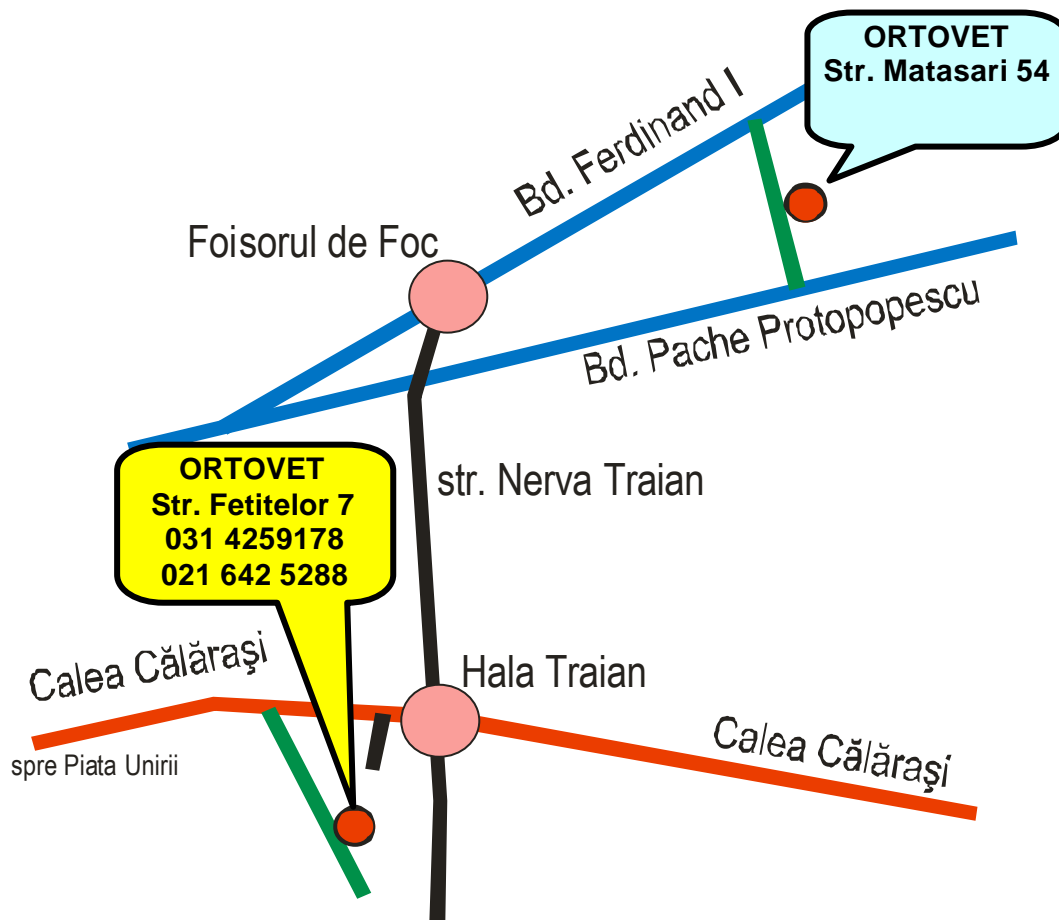 ORTOVET
Str. Matasari 54
Bd. Ferdinand I
Foisorul de Foc
Bd. Pache Protopopescu
ORTOVET
Str. Fetitelor 7
031 4259178
021 642 5288
str. Nerva Traian
Calea Călăraşi
Hala Traian
spre Piata Unirii
Calea Călăraşi